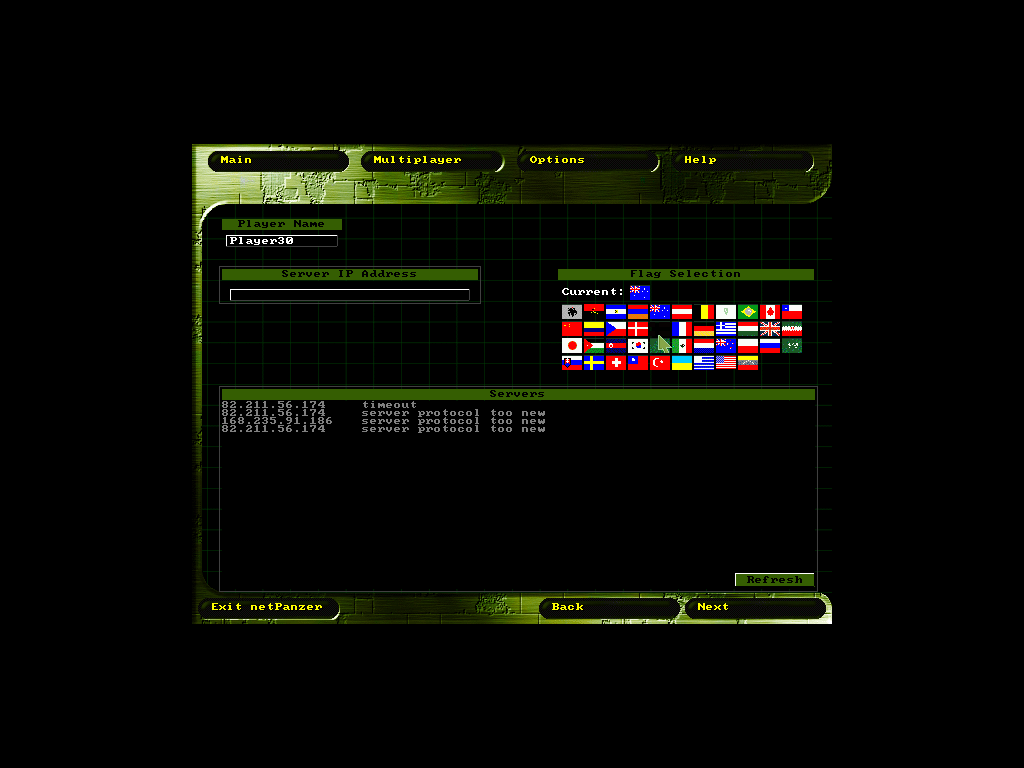 Main Multiplayer Options Help
Player Name
Player30
Server IP Address Flag Selection
Current:
Servers
82.211.56.174 timeout
82.211.56.174 server protocol too new
168.235.91.186 server protocol too new
82.211.56.174 server protocol too new
Refresh
Exit netPanzer Back Next